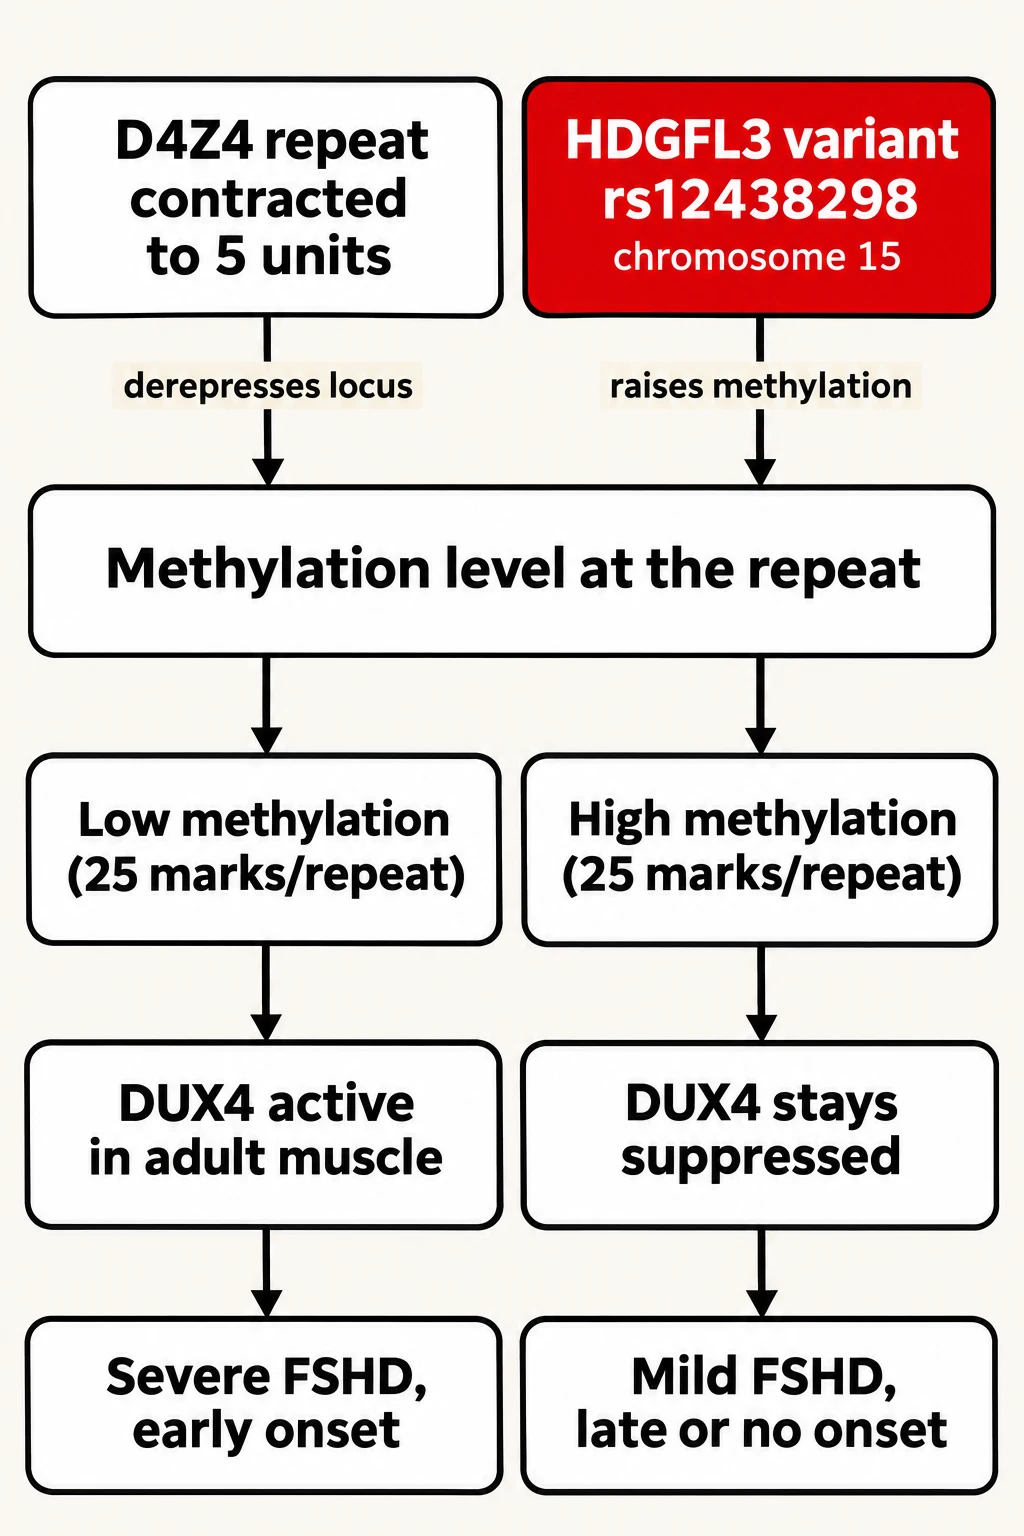 D4Z4 repeat
contracted
to 5 units
HDGFL3 variant
rs12438298
chromosome 15
derepresses locus
raises methylation
Methylation level at the repeat
Low methylation
(25 marks/repeat)
High methylation
(25 marks/repeat)
DUX4 active
in adult muscle
DUX4 stays
suppressed
Severe FSHD,
early onset
Mild FSHD,
late or no onset